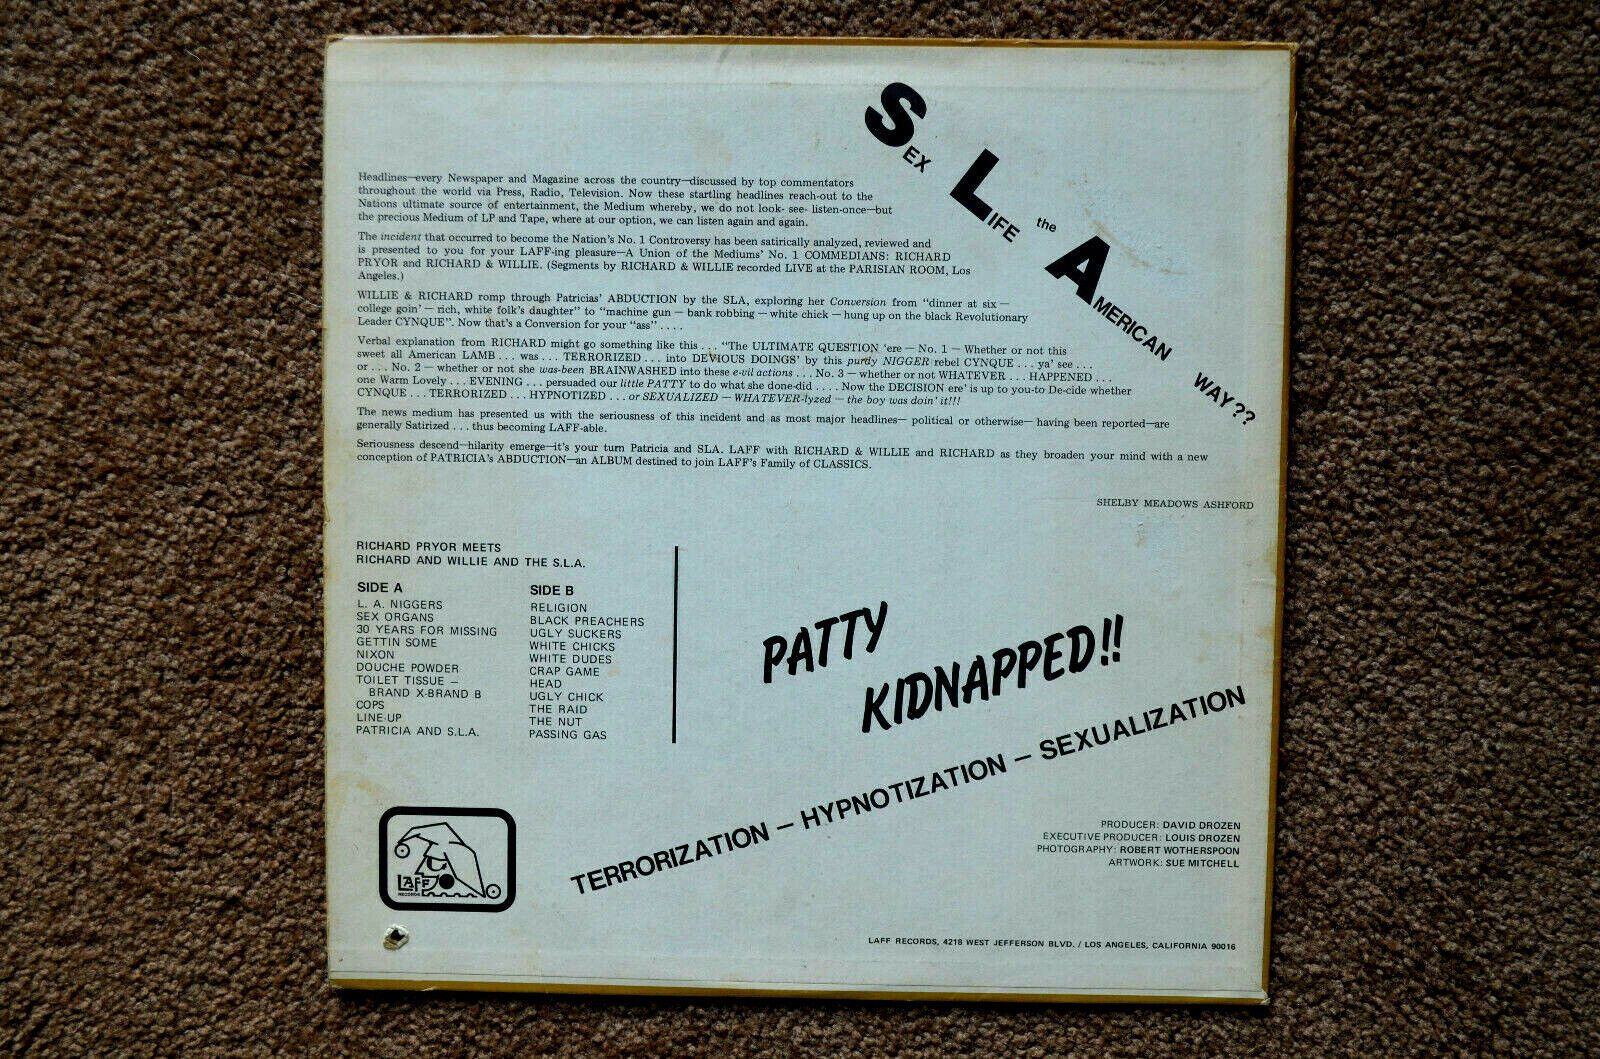 SEX
LIFE
the
AMERICAN
WAY??
Headlines—every Newspaper and Magazine across the country—discussed by top commentators
throughout the world via Press, Radio, Television. Now these startling headlines reach-out to the
Nations ultimate source of entertainment, the Medium whereby, we do not look- see- listen-once—but
the precious Medium of LP and Tape, where at our option, we can listen again and again.
The incident that occurred to become the Nation's No. 1 Controversy has been satirically analyzed, reviewed and
is presented to you for your LAFF-ing pleasure—A Union of the Mediums' No. 1 COMMEDIANS: RICHARD
PRYOR and RICHARD & WILLIE. (Segments by RICHARD & WILLIE recorded LIVE at the PARISIAN ROOM, Los
Angeles.)
WILLIE & RICHARD romp through Patricias' ABDUCTION by the SLA, exploring her Conversion from "dinner at six —
college goin' — rich, white folk's daughter" to "machine gun — bank robbing — white chick — hung up on the black Revolutionary
Leader CYNQUE". Now that's a Conversion for your "ass" . . . .
Verbal explanation from RICHARD might go something like this . . . "The ULTIMATE QUESTION 'ere — No. 1 — Whether or not this
sweet all American LAMB . . . was . . . TERRORIZED . . . into DEVIOUS DOINGS' by this purdy NIGGER rebel CYNQUE . . . ya' see . . .
or . . . No. 2 — whether or not she was-been BRAINWASHED into these e-vil actions . . . No. 3 — whether or not WHATEVER . . . HAPPENED . . .
one Warm Lovely . . . EVENING . . . persuaded our little PATTY to do what she done-did . . . . Now the DECISION ere' is up to you-to De-cide whether
CYNQUE . . . TERRORIZED . . . HYPNOTIZED . . . or SEXUALIZED — WHATEVER-lyzed — the boy was doin' it!!!
The news medium has presented us with the seriousness of this incident and as most major headlines— political or otherwise— having been reported—are
generally Satirized . . . thus becoming LAFF-able.
Seriousness descend—hilarity emerge—it's your turn Patricia and SLA. LAFF with RICHARD & WILLIE and RICHARD as they broaden your mind with a new
conception of PATRICIA's ABDUCTION—an ALBUM destined to join LAFF's Family of CLASSICS.
SHELBY MEADOWS ASHFORD
RICHARD PRYOR MEETS
RICHARD AND WILLIE AND THE S.L.A.
SIDE A
L. A. NIGGERS
SEX ORGANS
30 YEARS FOR MISSING
GETTIN SOME
NIXON
DOUCHE POWDER
TOILET TISSUE –
BRAND X-BRAND B
COPS
LINE-UP
PATRICIA AND S.L.A.
SIDE B
RELIGION
BLACK PREACHERS
UGLY SUCKERS
WHITE CHICKS
WHITE DUDES
CRAP GAME
HEAD
UGLY CHICK
THE RAID
THE NUT
PASSING GAS
PATTY
KIDNAPPED!!
TERRORIZATION – HYPNOTIZATION – SEXUALIZATION
PRODUCER: DAVID DROZEN
EXECUTIVE PRODUCER: LOUIS DROZEN
PHOTOGRAPHY: ROBERT WOTHERSPOON
ARTWORK: SUE MITCHELL
LAFF
RECORDS
LAFF RECORDS, 4218 WEST JEFFERSON BLVD. / LOS ANGELES, CALIFORNIA 90016